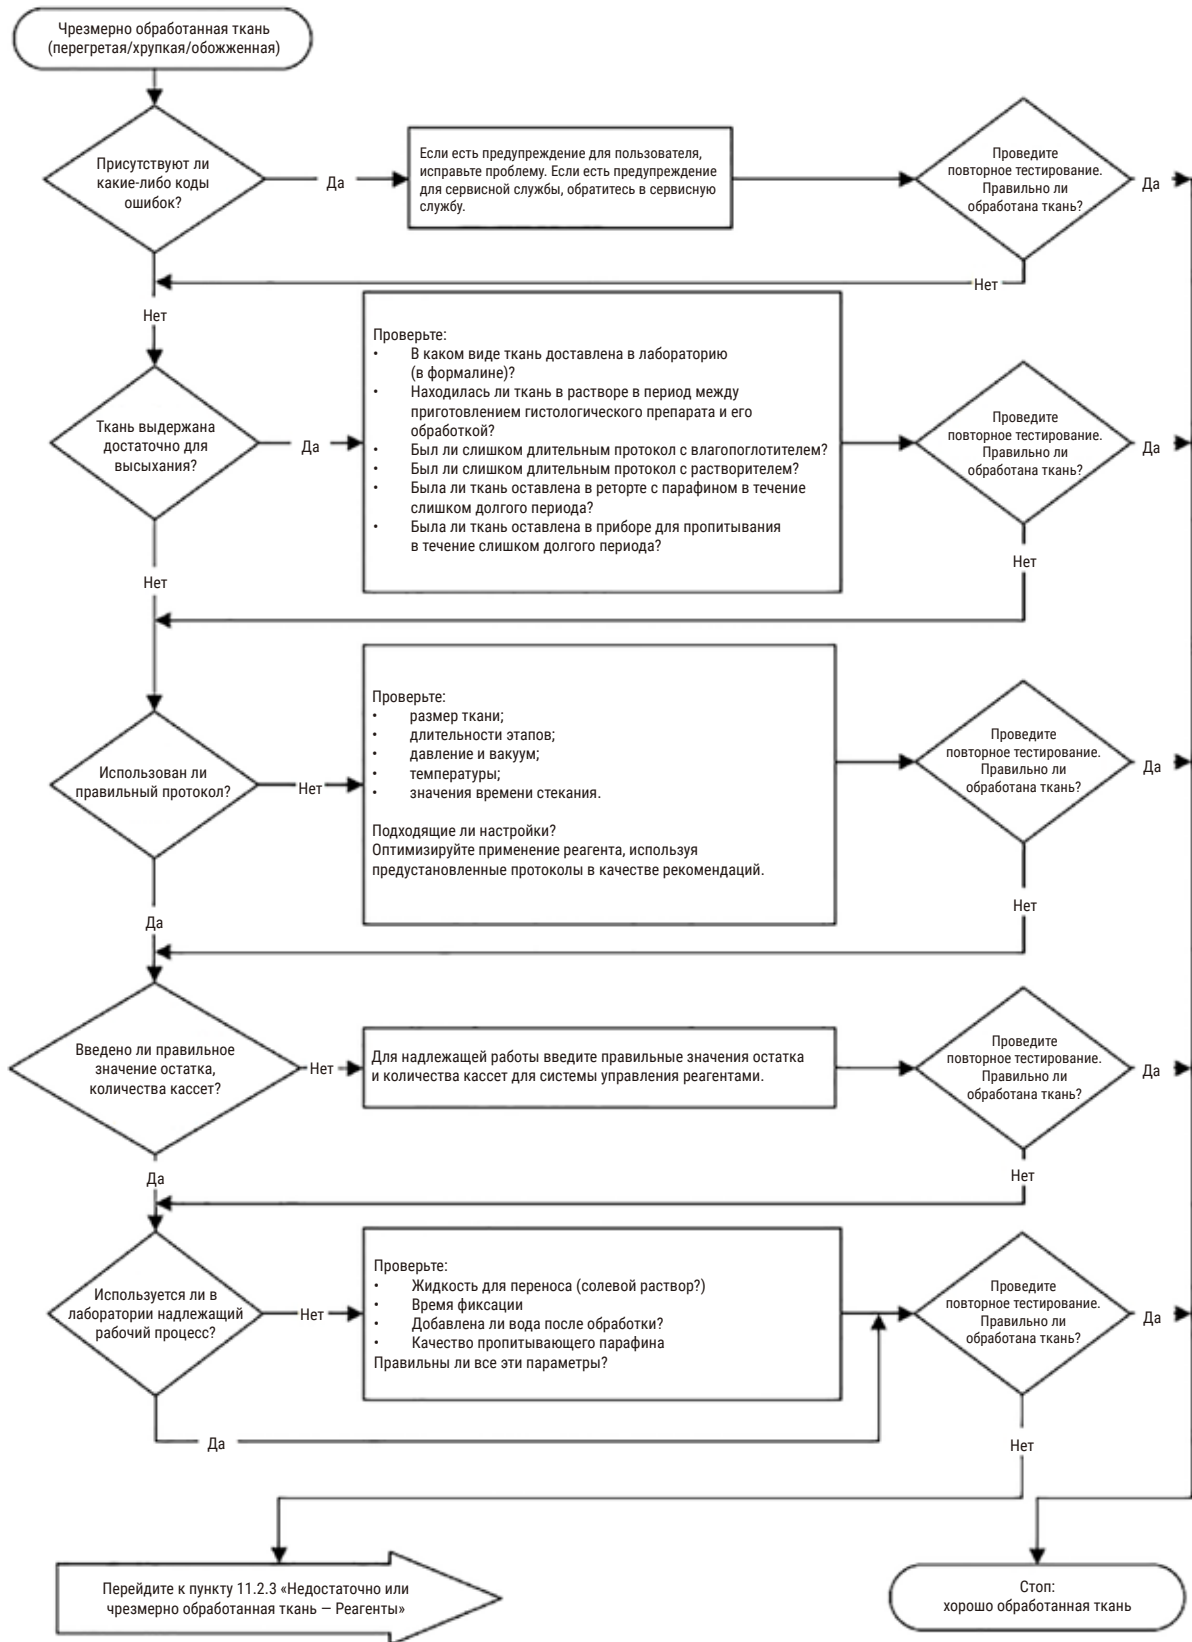 Чрезмерно обработанная ткань
(перегретая/хрупкая/обожженная)
Присутствуют ли
какие-либо коды
ошибок?
Да
Если есть предупреждение для пользователя,
исправьте проблему. Если есть предупреждение
для сервисной службы, обратитесь в сервисную
службу.
Проведите
повторное тестирование.
Правильно ли
обработана ткань?
Да
Нет
Нет
Ткань выдержана
достаточно для
высыхания?
Да
Проверьте:
• В каком виде ткань доставлена в лабораторию
(в формалине)?
• Находилась ли ткань в растворе в период между
приготовлением гистологического препарата и его
обработкой?
• Был ли слишком длительным протокол с влагопоглотителем?
• Был ли слишком длительным протокол с растворителем?
• Была ли ткань оставлена в реторте с парафином в течение
слишком долгого периода?
• Была ли ткань оставлена в приборе для пропитывания
в течение слишком долгого периода?
Проведите
повторное тестирование.
Правильно ли
обработана ткань?
Да
Нет
Нет
Использован ли
правильный протокол?
Нет
Проверьте:
• размер ткани;
• длительности этапов;
• давление и вакуум;
• температуры;
• значения времени стекания.
Подходящие ли настройки?
Оптимизируйте применение реагента, используя
предустановленные протоколы в качестве рекомендаций.
Проведите
повторное тестирование.
Правильно ли
обработана ткань?
Да
Нет
Да
Введено ли правильное
значение остатка,
количества кассет?
Нет
Для надлежащей работы введите правильные значения остатка
и количества кассет для системы управления реагентами.
Проведите
повторное тестирование.
Правильно ли
обработана ткань?
Да
Нет
Да
Используется ли в
лаборатории надлежащий
рабочий процесс?
Нет
Проверьте:
• Жидкость для переноса (солевой раствор?)
• Время фиксации
• Добавлена ли вода после обработки?
• Качество пропитывающего парафина
Правильны ли все эти параметры?
Проведите
повторное тестирование.
Правильно ли
обработана ткань?
Да
Да
Нет
Перейдите к пункту 11.2.3 «Недостаточно или
чрезмерно обработанная ткань — Реагенты»
Стоп:
хорошо обработанная ткань